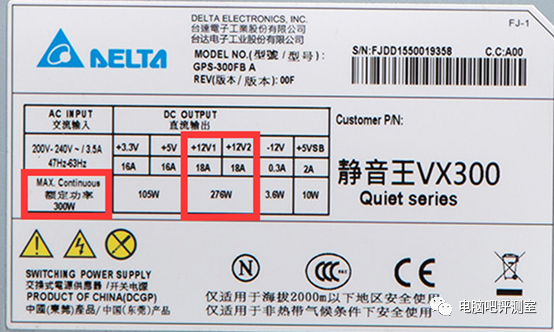 DELTA ELECTRONICS, INC.
台達電子工業股份有限公司
台达电子工业股份有限公司
MODEL NO.(型號/型号):
GPS-300FB A
REV(版本/版本): 00F
FJ-1
S/N:FJDD1550019358 C.C:A00
DELTA
AC INPUT
交流輸入
DC OUTPUT
直流輸出
Customer P/N:
200V- 240V~ / 3.5A
47Hz-63Hz
+3.3V +5V +12V1 +12V2 -12V +5VSB
16A 16A 18A 18A 0.3A 2A
MAX. Continuous
額定功率
300W
105W 276W 3.6W 10W
静音王VX300
Quiet series
SWITCHING POWER SUPPLY
交換式電源供應器/开关电源
PRODUCT OF CHINA(DCGP)
中国(東莞)產品/中国(东莞)产品
N
CCC
CE
仅适用于海拔2000m以下地区安全使用
仅适用于非热带气候条件下安全使用
电脑吧评测室